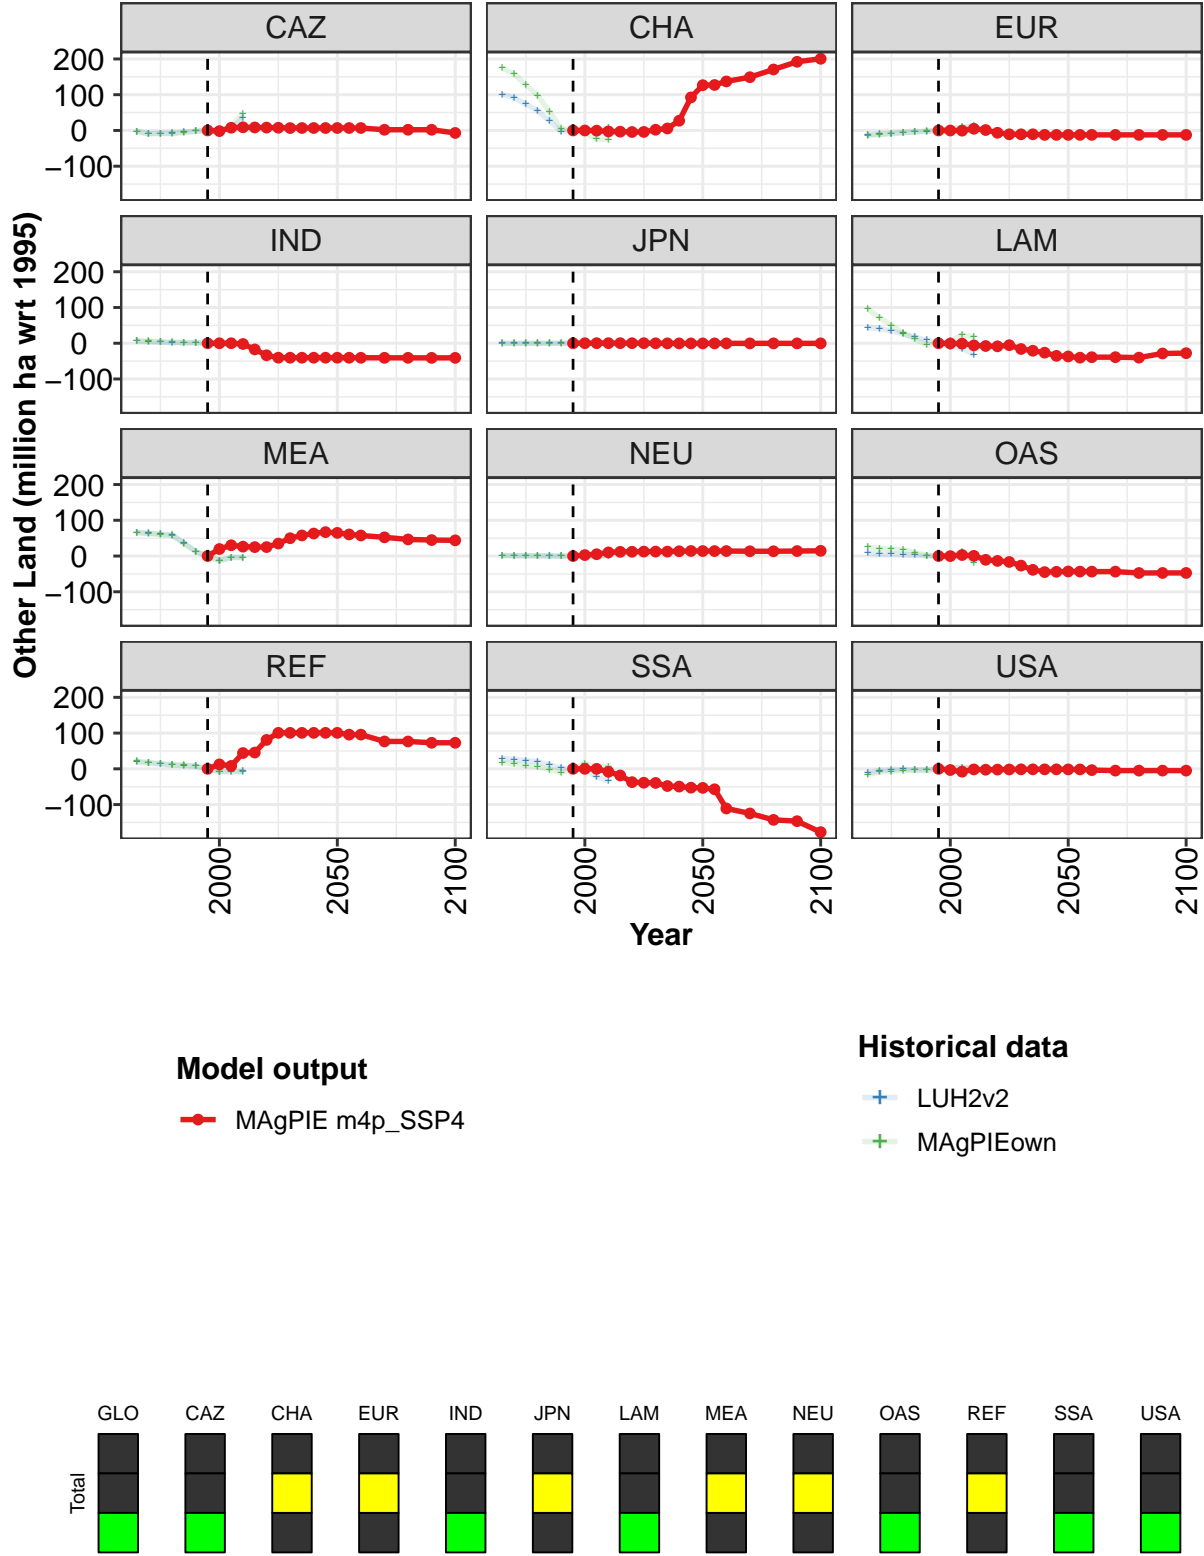 CAZ CHA EUR
200
100
0
−100
IND JPN LAM
200
100
0
−100
MEA NEU OAS
200
100
0
−100
REF SSA USA
200
100
0
−100
2000 2050 2100 2000 2050 2100 2000 2050 2100
Year
Other Land (million ha wrt 1995)
Model output
MAgPIE m4p_SSP4
Historical data
LUH2v2
MAgPIEown
GLO CAZ CHA EUR IND JPN LAM MEA NEU OAS REF SSA USA
Total